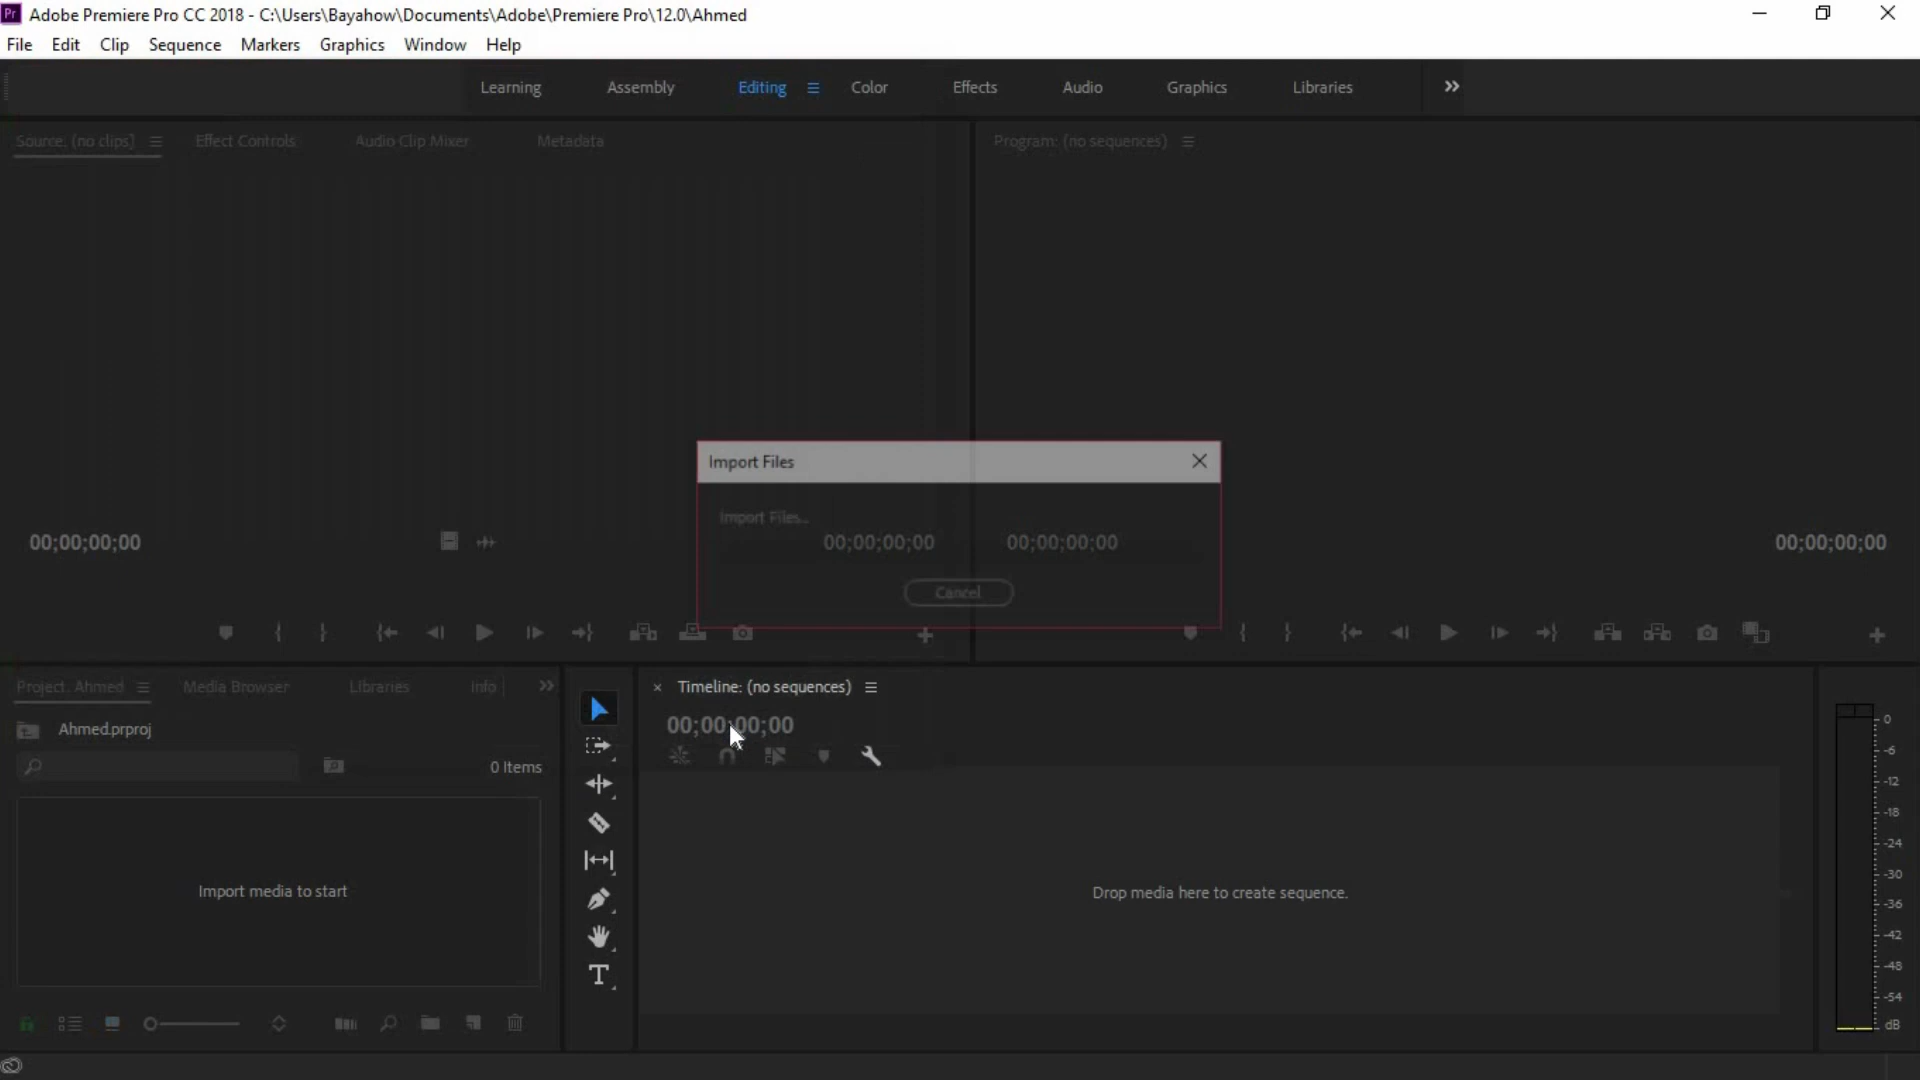 Pr Adobe Premiere Pro CC 2018 - C:\Users\Bayahow\Documents\Adobe\Premiere Pro\12.0\Ahmed
File Edit Clip Sequence Markers Graphics Window Help
Learning Assembly Editing Color Effects Audio Graphics Libraries
Source: (no clips) Effect Controls Audio Clip Mixer Metadata
Program: (no sequences)
Import Files
Import Files...
00;00;00;00
00;00;00;00
00;00;00;00
00;00;00;00
Cancel
Project: Ahmed Media Browser Libraries Info
Ahmed.prproj
0 Items
Import media to start
× Timeline: (no sequences)
00;00;00;00
Drop media here to create sequence.
T
0
-6
-12
-18
-24
-30
-36
-42
-48
-54
dB